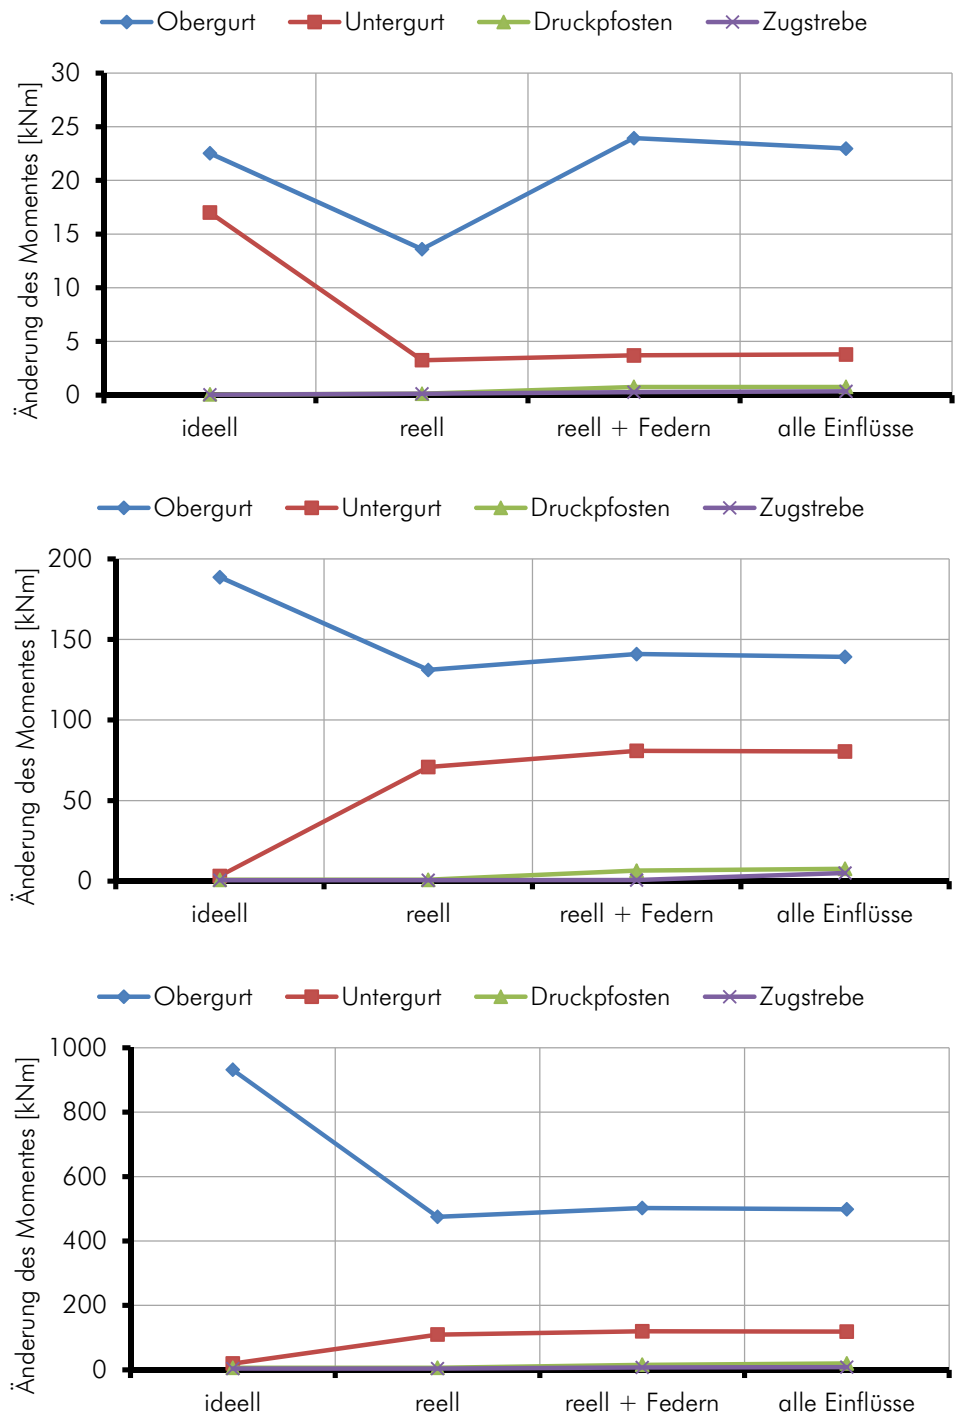 Obergurt Untergurt Druckpfosten Zugstrebe
Änderung des Momentes [kNm]
30
25
20
15
10
5
0
ideell reell reell + Federn alle Einflüsse
Obergurt Untergurt Druckpfosten Zugstrebe
Änderung des Momentes [kNm]
200
150
100
50
0
ideell reell reell + Federn alle Einflüsse
Obergurt Untergurt Druckpfosten Zugstrebe
Änderung des Momentes [kNm]
1000
800
600
400
200
0
ideell reell reell + Federn alle Einflüsse